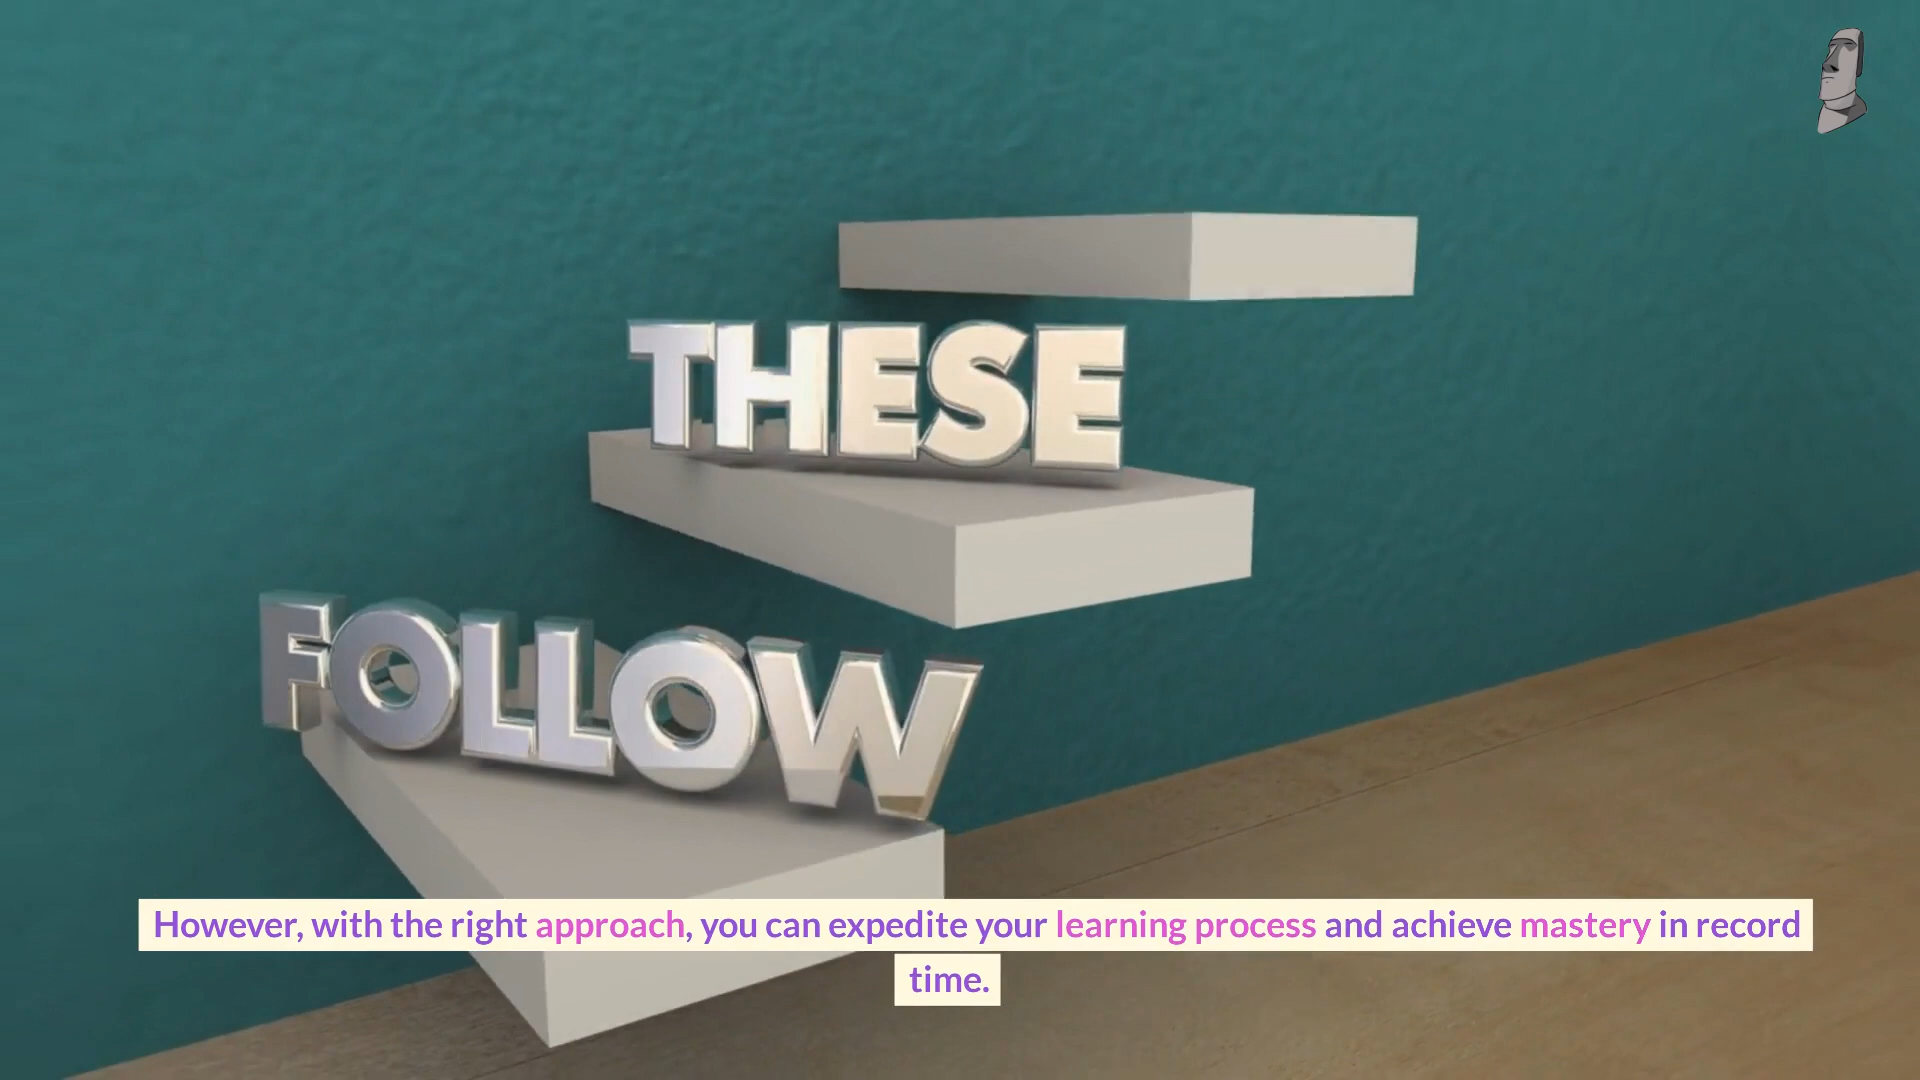 THESE
FOLLOW
However, with the right approach, you can expedite your learning process and achieve mastery in record
time.